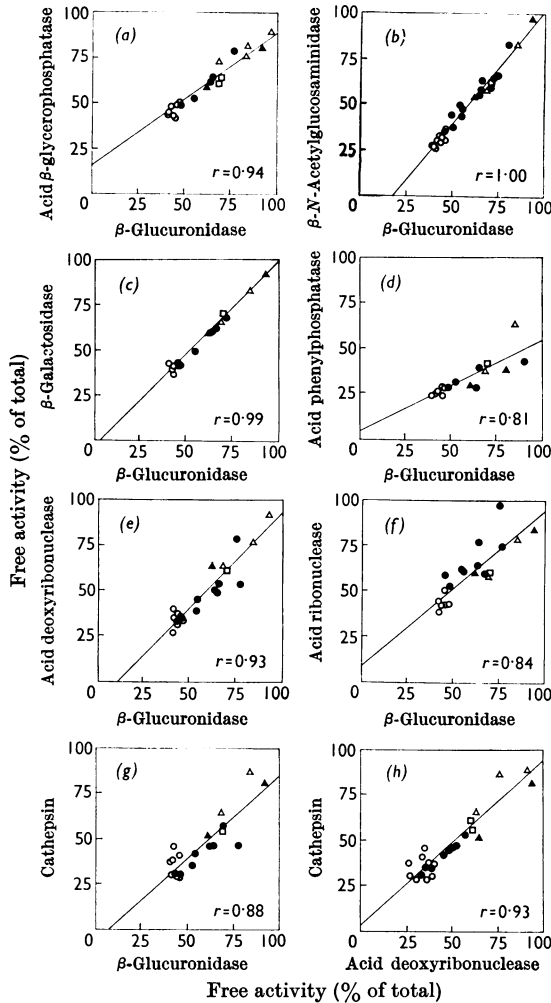 Free activity (% of total)
(a)
Acid β-glycerophosphatase
100
75
50
25
0
25
50
75
100
r=0.94
β-Glucuronidase
(b)
β-N-Acetylglucosaminidase
100
75
50
25
0
25
50
75
100
r=1.00
β-Glucuronidase
(c)
β-Galactosidase
100
75
50
25
0
25
50
75
100
r=0.99
β-Glucuronidase
(d)
Acid phenylphosphatase
100
75
50
25
0
25
50
75
100
r=0.81
β-Glucuronidase
(e)
Acid deoxyribonuclease
100
75
50
25
0
25
50
75
100
r=0.93
β-Glucuronidase
(f)
Acid ribonuclease
100
75
50
25
0
25
50
75
100
r=0.84
β-Glucuronidase
(g)
Cathepsin
100
75
50
25
0
25
50
75
100
r=0.88
β-Glucuronidase
(h)
Cathepsin
100
75
50
25
0
25
50
75
100
r=0.93
Acid deoxyribonuclease
Free activity (% of total)